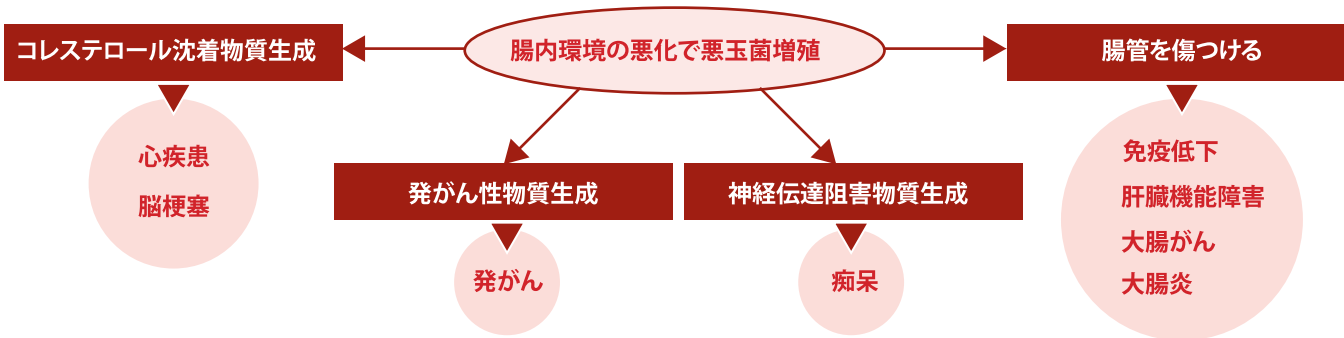 腸内環境の悪化で悪玉菌増殖
コレステロール沈着物質生成
心疾患
脳梗塞
発がん性物質生成
発がん
神経伝達阻害物質生成
痴呆
腸管を傷つける
免疫低下
肝臓機能障害
大腸がん
大腸炎